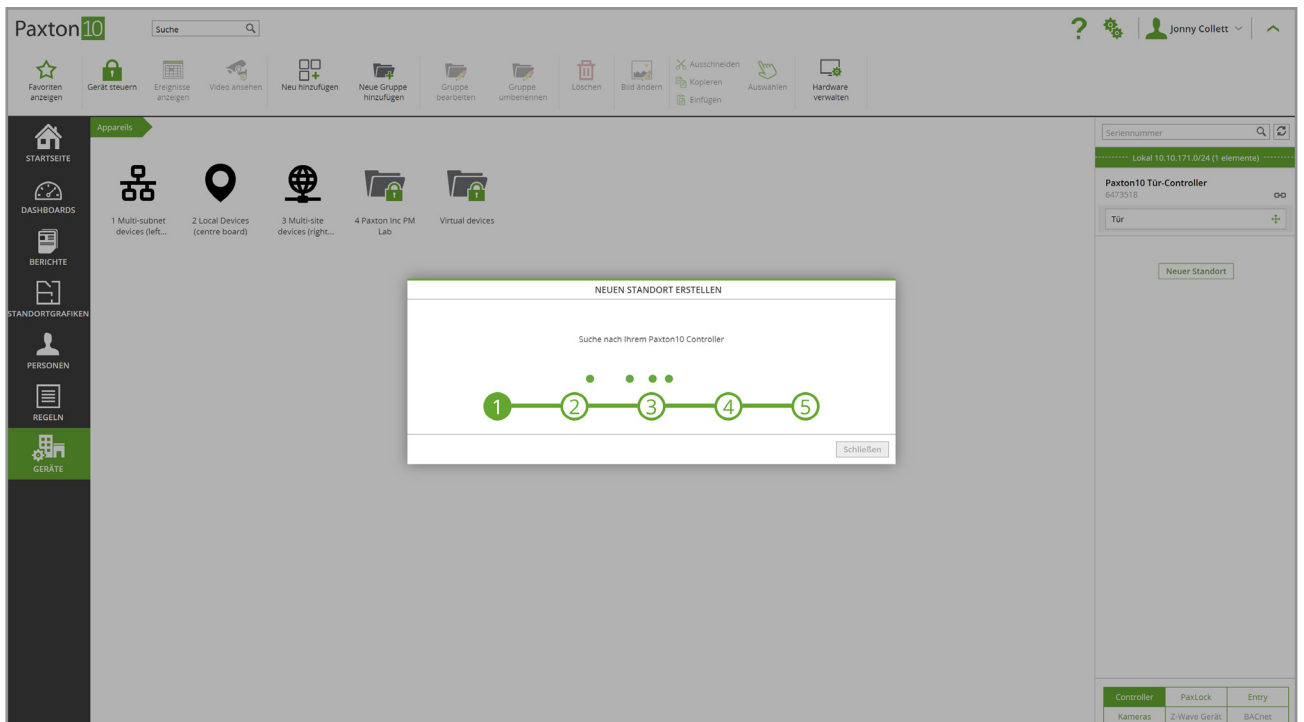 Paxton10
Suche
Jonny Collett
Favoriten
anzeigen
Gerät steuern
Ereignisse
anzeigen
Video ansehen
Neu hinzufügen
Neue Gruppe
hinzufügen
Gruppe
bearbeiten
Gruppe
umbenennen
Löschen
Bild ändern
Ausschneiden
Kopieren
Einfügen
Auswählen
Hardware
verwalten
STARTSEITE
DASHBOARDS
BERICHTE
STANDORTGRAFIKEN
PERSONEN
REGELN
GERÄTE
Appareils
1 Multi-subnet
devices (left...
2 Local Devices
(centre board)
3 Multi-site
devices (right...
4 Paxton Inc PM
Lab
Virtual devices
NEUEN STANDORT ERSTELLEN
Suche nach Ihrem Paxton10 Controller
1 2 3 4 5
Schließen
Seriennummer
Lokal 10.10.171.0/24 (1 elemente)
Paxton10 Tür-Controller
6473518
Tür
Neuer Standort
Controller PaxLock Entry
Kameras Z-Wave Gerät BACnet